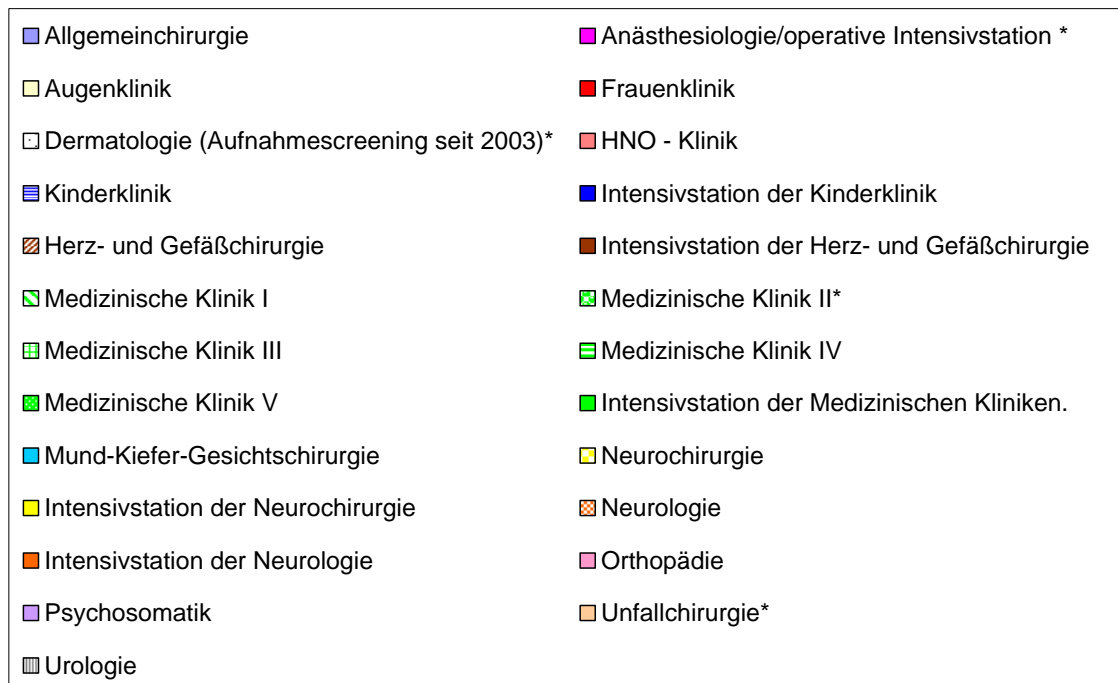 Allgemeinchirurgie
Anästhesiologie/operative Intensivstation *
Augenklinik
Frauenklinik
Dermatologie (Aufnahmescreening seit 2003)*
HNO - Klinik
Kinderklinik
Intensivstation der Kinderklinik
Herz- und Gefäßchirurgie
Intensivstation der Herz- und Gefäßchirurgie
Medizinische Klinik I
Medizinische Klinik II*
Medizinische Klinik III
Medizinische Klinik IV
Medizinische Klinik V
Intensivstation der Medizinischen Kliniken.
Mund-Kiefer-Gesichtschirurgie
Neurochirurgie
Intensivstation der Neurochirurgie
Neurologie
Intensivstation der Neurologie
Orthopädie
Psychosomatik
Unfallchirurgie*
Urologie